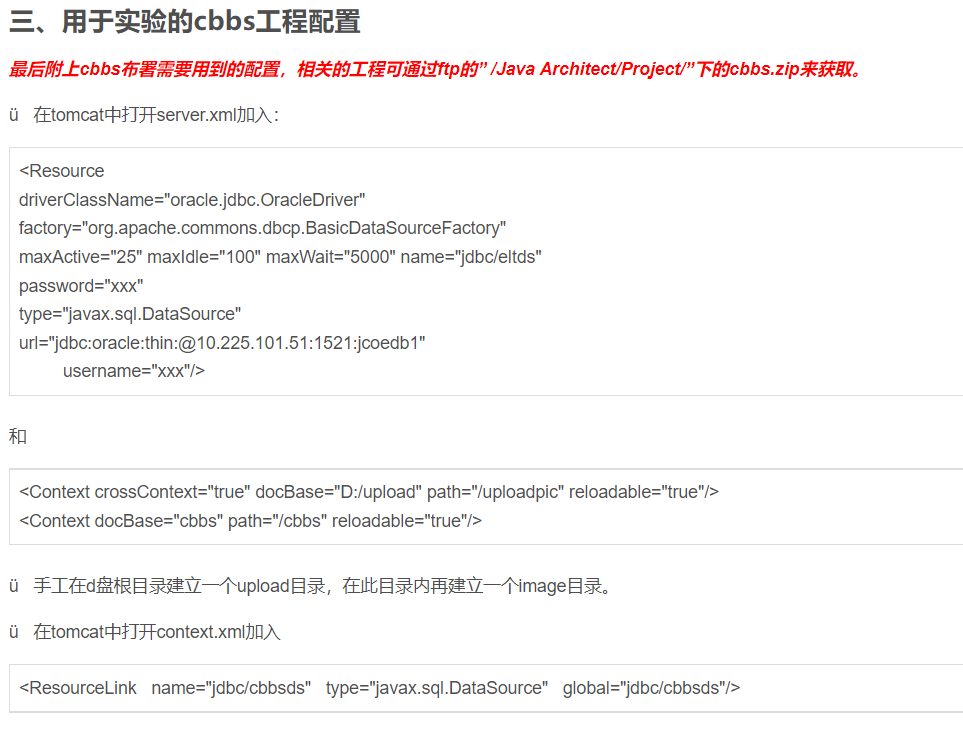 三、用于实验的cbbs工程配置
最后附上cbbs布署需要用到的配置，相关的工程可通过ftp的” /Java Architect/Project/”下的cbbs.zip来获取。
ü 在tomcat中打开server.xml加入：
<Resource
driverClassName="oracle.jdbc.OracleDriver"
factory="org.apache.commons.dbcp.BasicDataSourceFactory"
maxActive="25" maxIdle="100" maxWait="5000" name="jdbc/eltds"
password="xxx"
type="javax.sql.DataSource"
url="jdbc:oracle:thin:@10.225.101.51:1521:jcoedb1"
username="xxx"/>
和
<Context crossContext="true" docBase="D:/upload" path="/uploadpic" reloadable="true"/>
<Context docBase="cbbs" path="/cbbs" reloadable="true"/>
ü 手工在d盘根目录建立一个upload目录，在此目录内再建立一个image目录。
ü 在tomcat中打开context.xml加入
<ResourceLink name="jdbc/cbbsds" type="javax.sql.DataSource" global="jdbc/cbbsds"/>